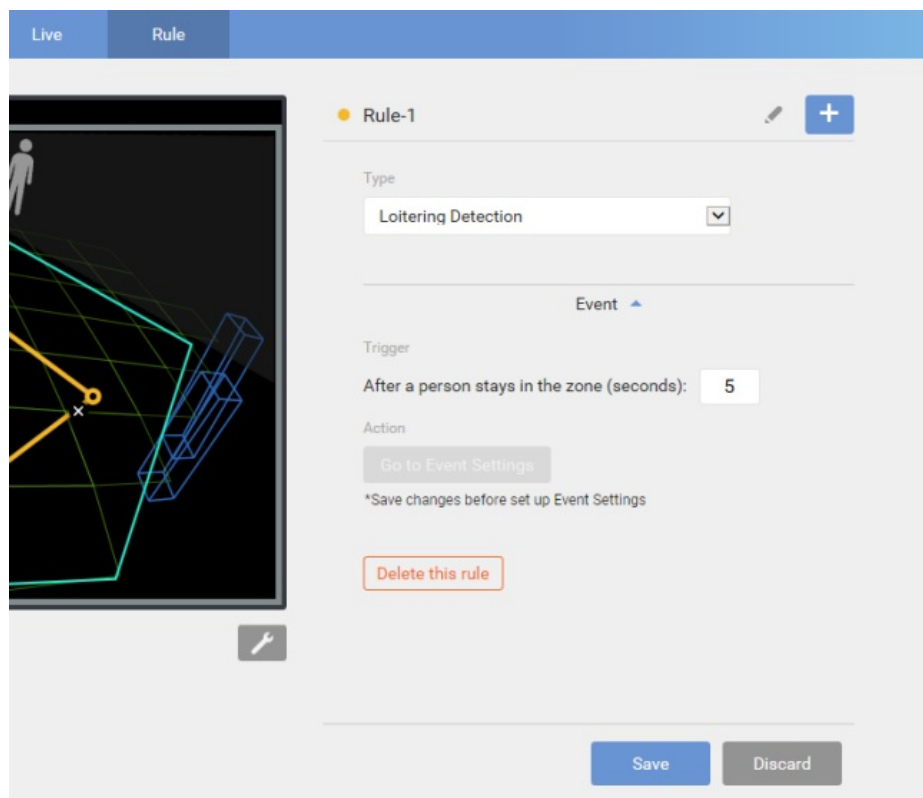 Live
Rule
Rule-1
Type
Loitering Detection
Event
Trigger
After a person stays in the zone (seconds): 5
Action
Go to Event Settings
*Save changes before set up Event Settings
Delete this rule
Save
Discard